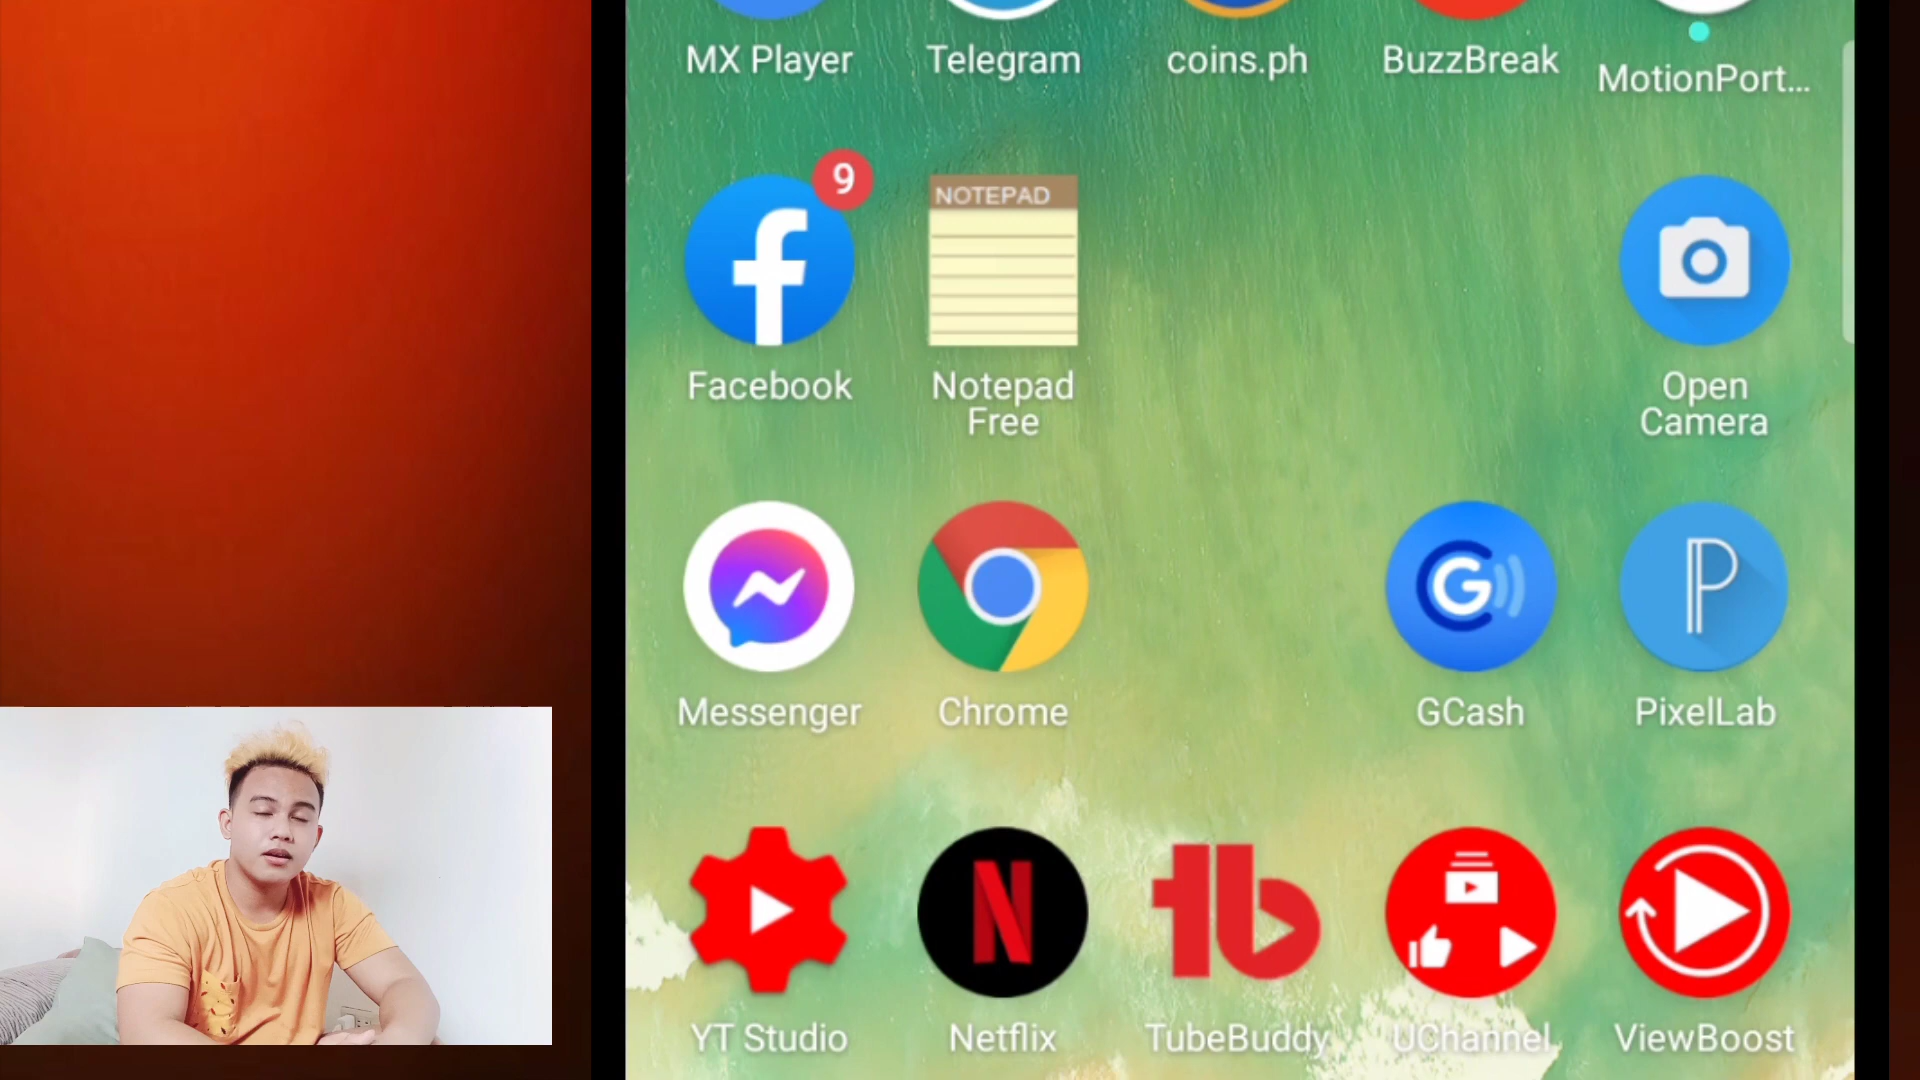 MX Player
Telegram
coins.ph
BuzzBreak
MotionPort...
9
NOTEPAD
Facebook
Notepad
Free
Open
Camera
Messenger
Chrome
GCash
PixelLab
YT Studio
Netflix
TubeBuddy
UChannel
ViewBoost